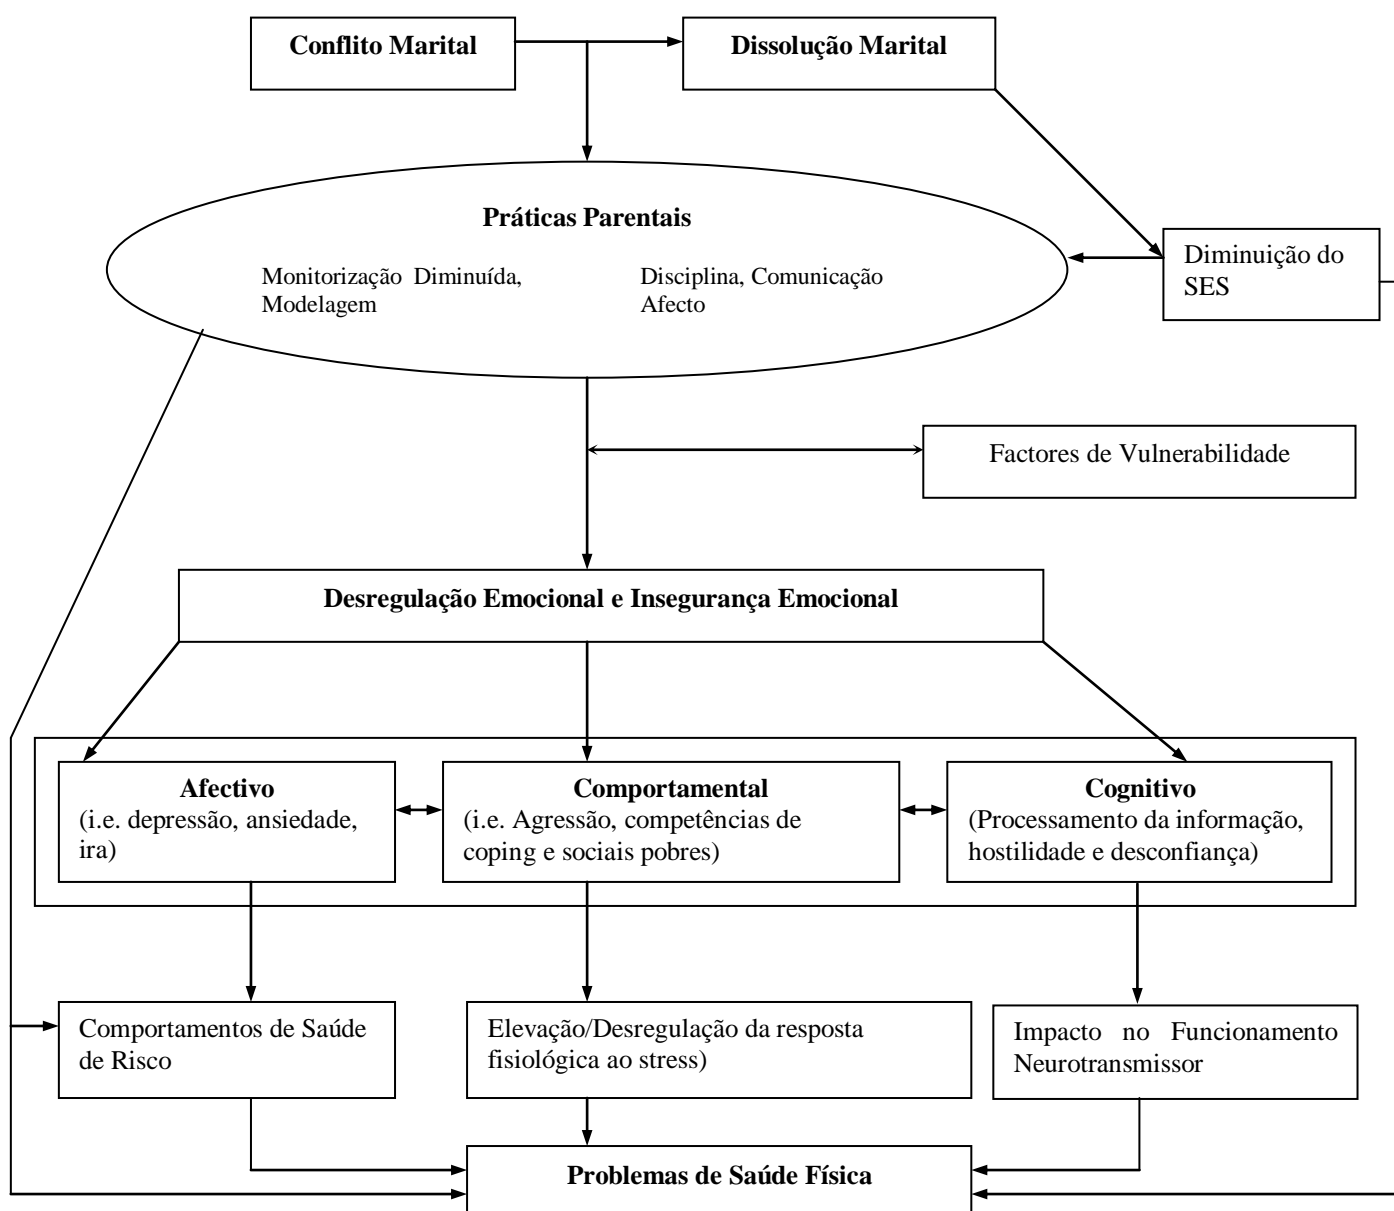 Conflito Marital
Dissolução Marital
Práticas Parentais
Monitorização Diminuída,
Modelagem
Disciplina, Comunicação
Afecto
Diminuição do
SES
Factores de Vulnerabilidade
Desregulação Emocional e Insegurança Emocional
Afectivo
(i.e. depressão, ansiedade,
ira)
Comportamental
(i.e. Agressão, competências de
coping e sociais pobres)
Cognitivo
(Processamento da informação,
hostilidade e desconfiança)
Comportamentos de Saúde
de Risco
Elevação/Desregulação da resposta
fisiológica ao stress)
Impacto no Funcionamento
Neurotransmissor
Problemas de Saúde Física